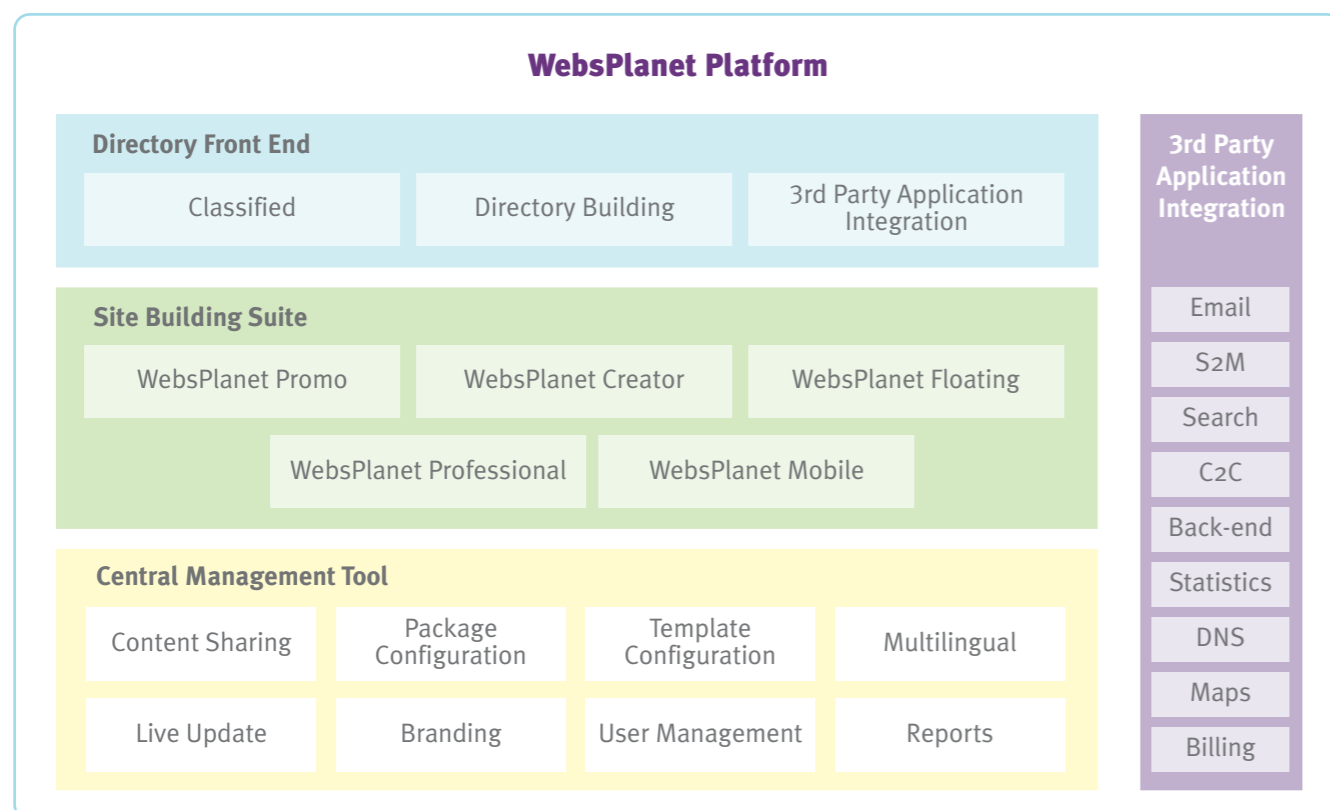 WebsPlanet Platform
Directory Front End
Classified
Directory Building
3rd Party Application
Integration
Site Building Suite
WebsPlanet Promo
WebsPlanet Creator
WebsPlanet Floating
WebsPlanet Professional
WebsPlanet Mobile
Central Management Tool
Content Sharing
Package
Configuration
Template
Configuration
Multilingual
Live Update
Branding
User Management
Reports
3rd Party
Application
Integration
Email
S2M
Search
C2C
Back-end
Statistics
DNS
Maps
Billing